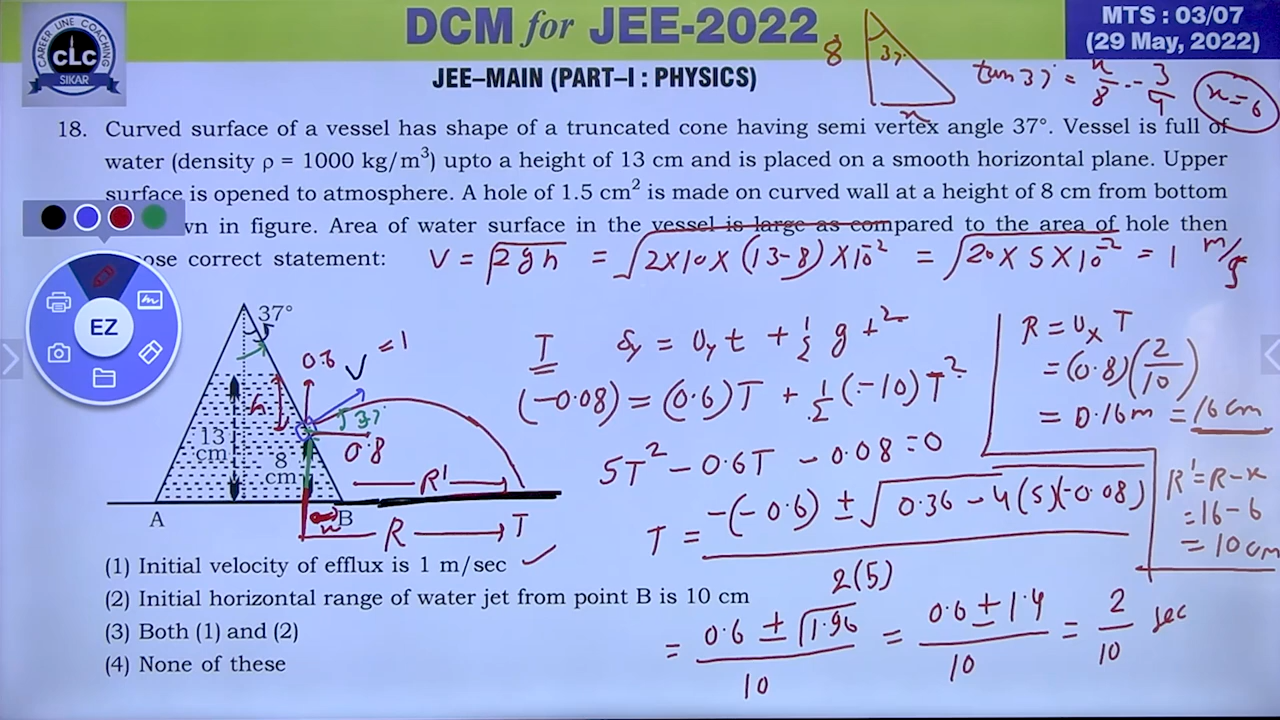 DCM for JEE-2022
MTS : 03/07
(29 May, 2022)
CAREER LINE COACHING
CLC
SIKAR
JEE–MAIN (PART–I : PHYSICS)
8
37°
x
tan 37 = x/8 = 3/4
x = 6
18. Curved surface of a vessel has shape of a truncated cone having semi vertex angle 37°. Vessel is full of
water (density ρ = 1000 kg/m³) upto a height of 13 cm and is placed on a smooth horizontal plane. Upper
surface is opened to atmosphere. A hole of 1.5 cm² is made on curved wall at a height of 8 cm from bottom
wn in figure. Area of water surface in the vessel is large as compared to the area of hole then
ose correct statement:
V = √2gh = √2×10×(13-8)×10⁻² = √20×5×10⁻² = 1 m/s
EZ
37°
0.6
V = 1
h
37
0.8
13
cm
8
cm
R'
A
x
B
R
T
T
Sy = Uy t + 1/2 g t²
(-0.08) = (0.6)T + 1/2 (-10)T²
5T² - 0.6T - 0.08 = 0
T = -(-0.6) ± √0.36 - 4(5)(-0.08) / 2(5)
= 0.6 ± √1.96 / 10 = 0.6 ± 1.4 / 10 = 2/10 sec
R = Ux T
= (0.8)(2/10)
= 0.16m = 16cm
R' = R-x
= 16-6
= 10cm
(1) Initial velocity of efflux is 1 m/sec
(2) Initial horizontal range of water jet from point B is 10 cm
(3) Both (1) and (2)
(4) None of these